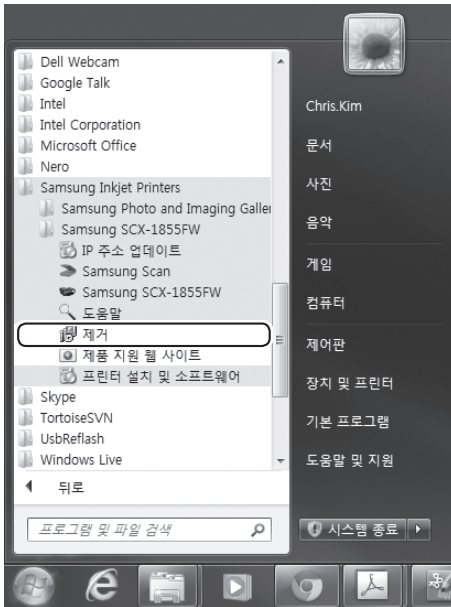 Dell Webcam
Google Talk
Intel
Intel Corporation
Microsoft Office
Nero
Samsung Inkjet Printers
Samsung Photo and Imaging Galler
Samsung SCX-1855FW
IP 주소 업데이트
Samsung Scan
Samsung SCX-1855FW
도움말
제거
제품 지원 웹 사이트
프린터 설치 및 소프트웨어
Skype
TortoiseSVN
UsbReflash
Windows Live
뒤로
프로그램 및 파일 검색
Chris.Kim
문서
사진
음악
게임
컴퓨터
제어판
장치 및 프린터
기본 프로그램
도움말 및 지원
시스템 종료